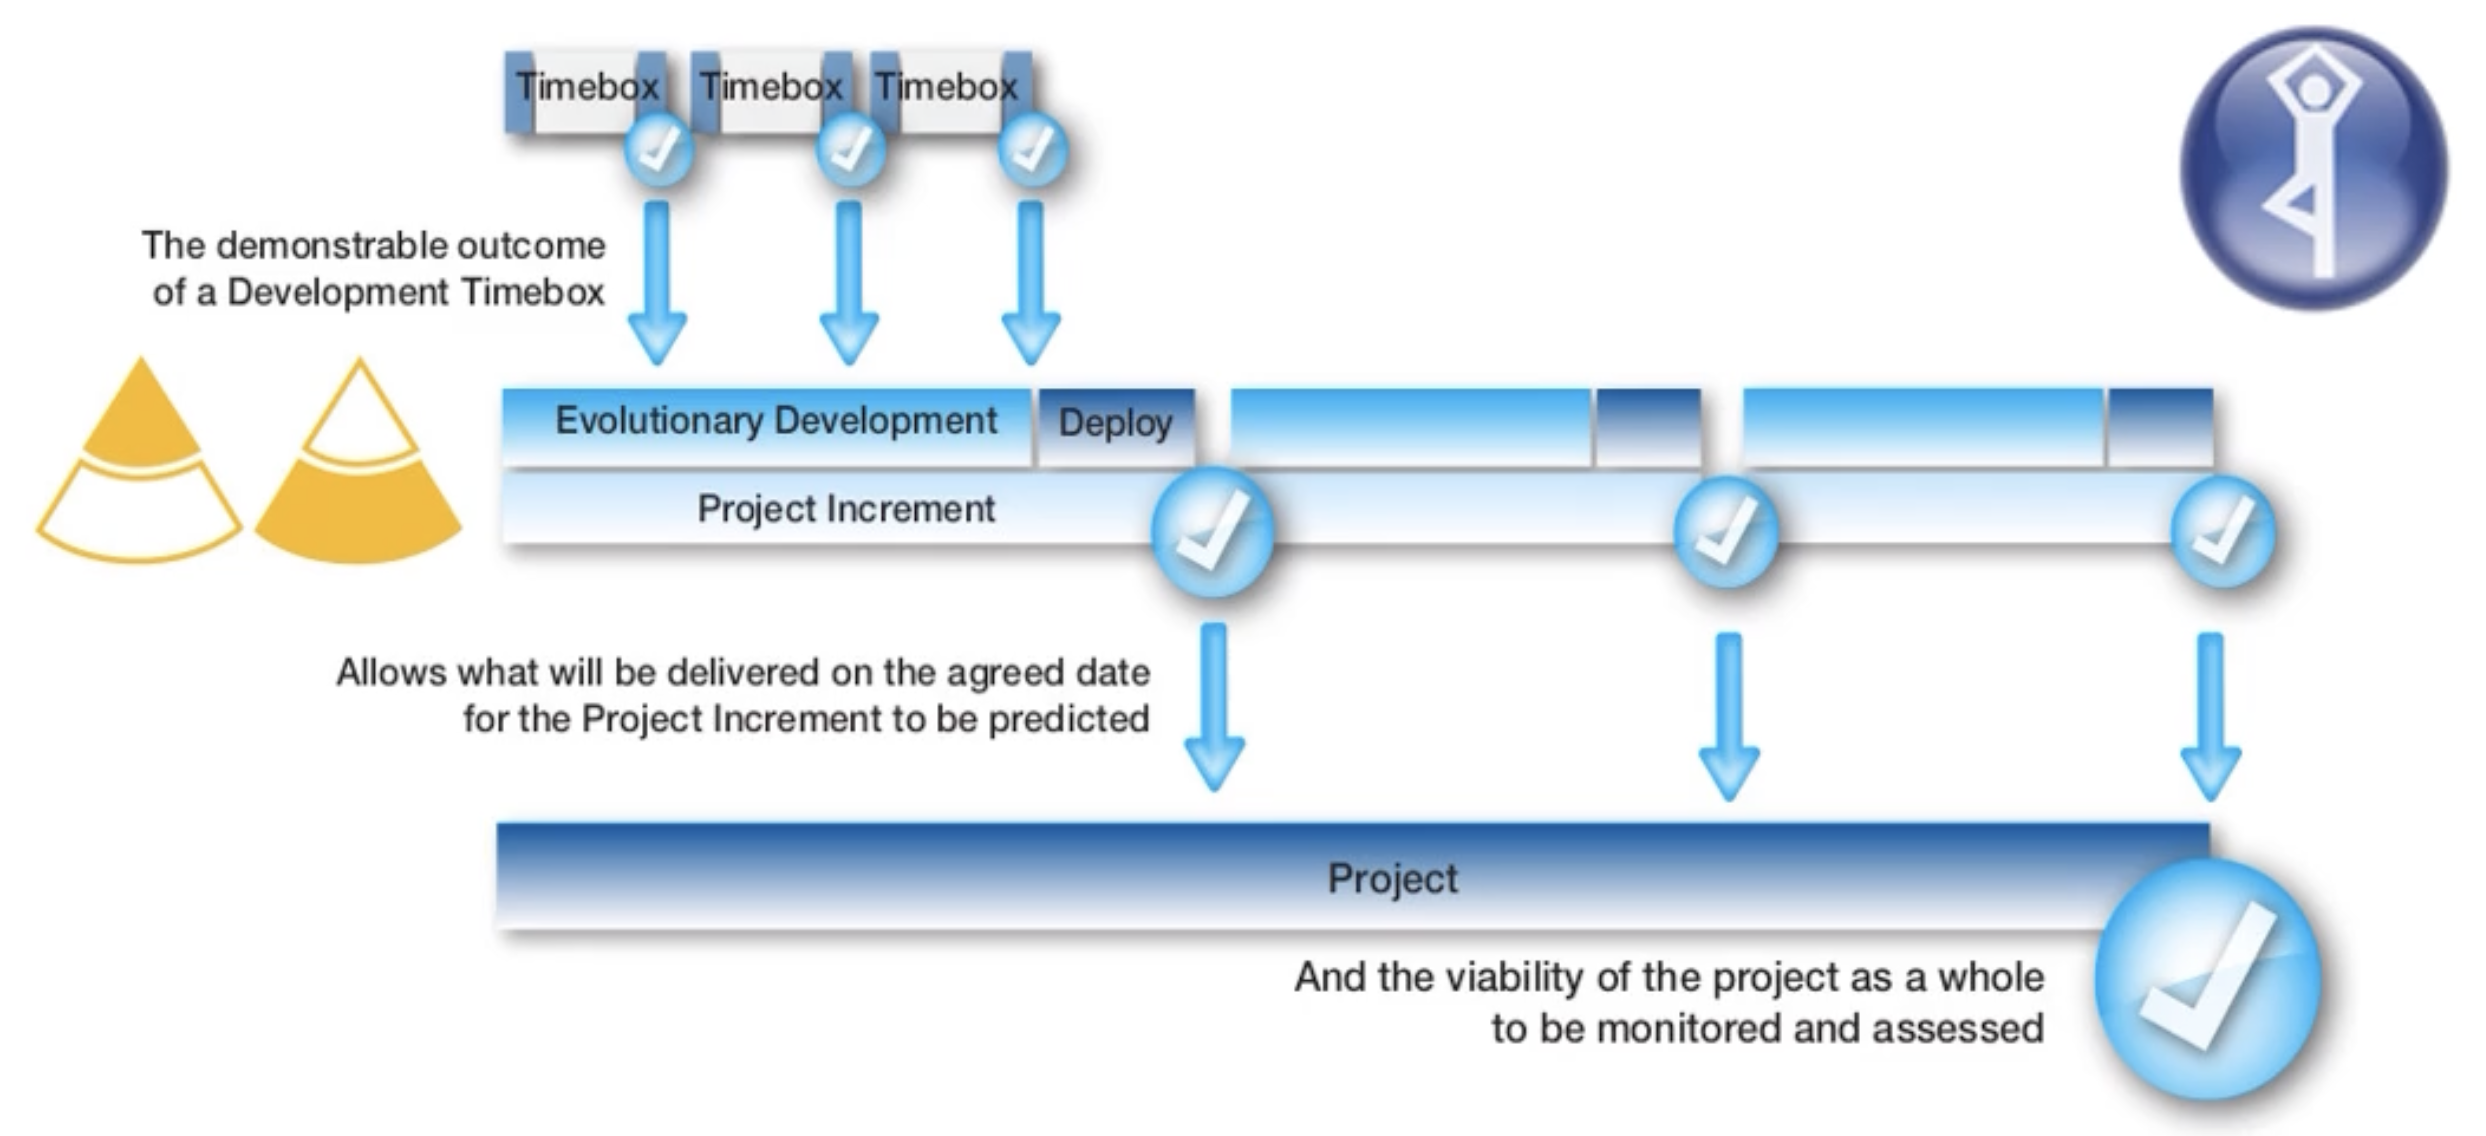 Timebox
Timebox
Timebox
The demonstrable outcome
of a Development Timebox
Evolutionary Development
Deploy
Project Increment
Allows what will be delivered on the agreed date
for the Project Increment to be predicted
Project
And the viability of the project as a whole
to be monitored and assessed